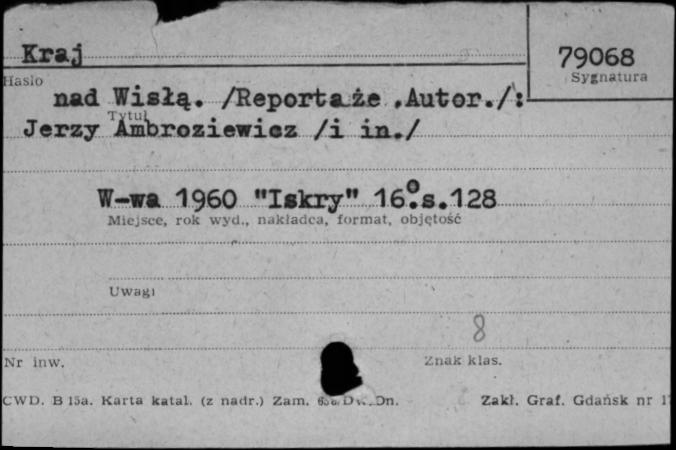 Kraj
79068
Hasło
Sygnatura
nad Wisłą. /Reportaże .Autor./:
Tytuł
Jerzy Ambroziewicz /i in./
W-wa 1960 "Iskry" 16°.s.128
Miejsce, rok wyd., nakładca, format, objętość
Uwagi
8
Nr inw.
Znak klas.
CWD. B 15a. Karta katal. (z nadr.) Zam. Dn.
Zakł. Graf. Gdańsk nr